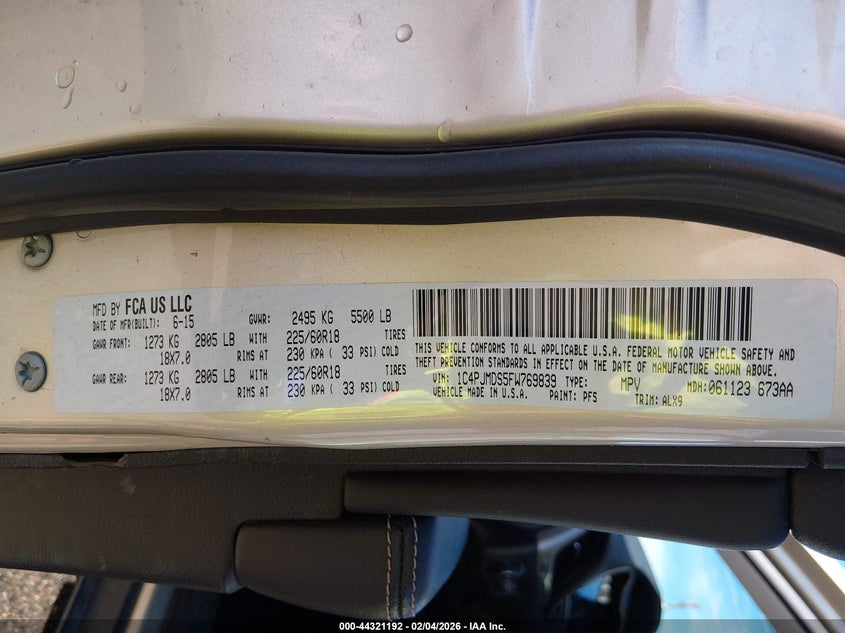 MFD BY FCA US LLC
DATE OF MFR(BUILT): 6-15 GVWR: 2495 KG 5500 LB
GAWR FRONT: 1273 KG 2805 LB WITH 225/60R18 TIRES
18X7.0 RIMS AT 230 KPA ( 33 PSI) COLD
GAWR REAR: 1273 KG 2805 LB WITH 225/60R18 TIRES
18X7.0 RIMS AT 230 KPA ( 33 PSI) COLD
THIS VEHICLE CONFORMS TO ALL APPLICABLE U.S.A. FEDERAL MOTOR VEHICLE SAFETY AND
THEFT PREVENTION STANDARDS IN EFFECT ON THE DATE OF MANUFACTURE SHOWN ABOVE.
VIN: 1C4PJMDS5FW769839 TYPE: MPV MDH: 061123 673AA
VEHICLE MADE IN U.S.A. PAINT: PFS TRIM: ALX9
000-44321192 - 02/04/2026 - IAA Inc.